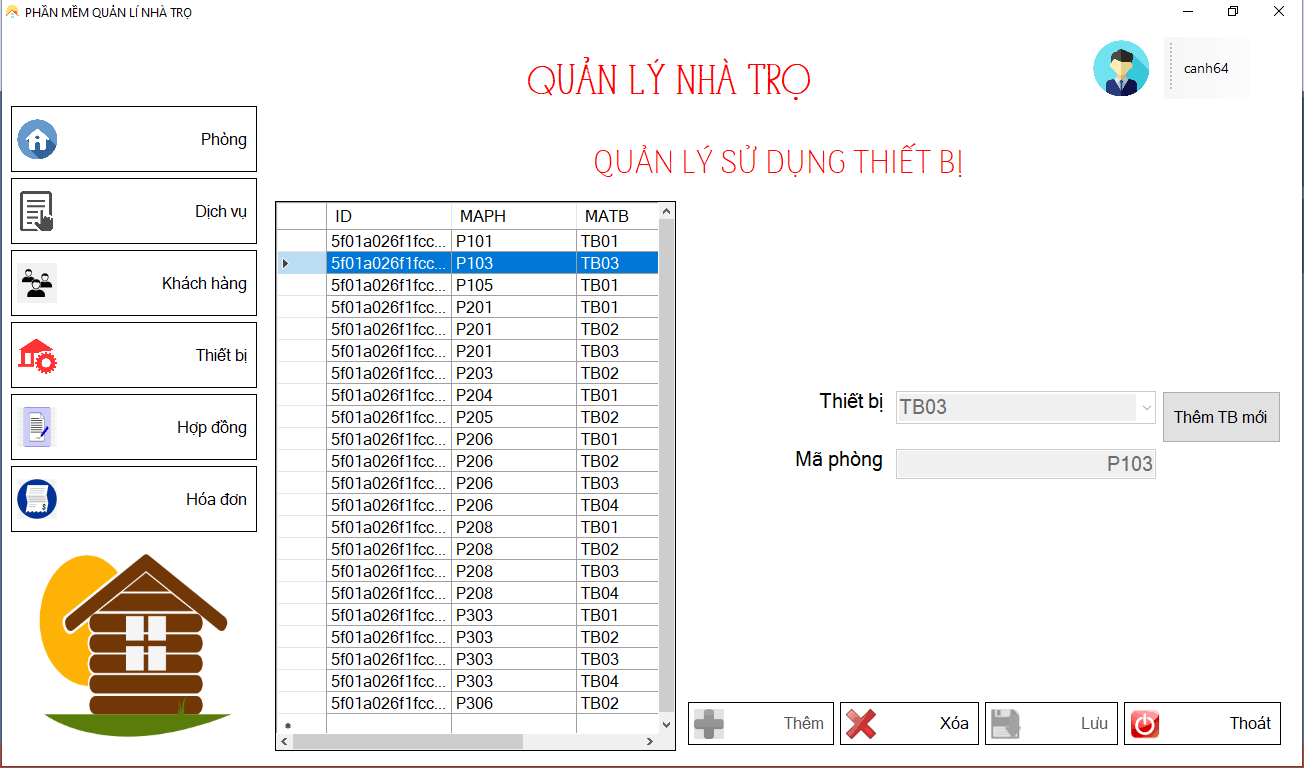 PHẦN MỀM QUẢN LÍ NHÀ TRỌ
canh64
QUẢN LÝ NHÀ TRỌ
QUẢN LÝ SỬ DỤNG THIẾT BỊ
Phòng
Dịch vụ
Khách hàng
Thiết bị
Hợp đồng
Hóa đơn
ID MAPH MATB
5f01a026f1fcc... P101 TB01
5f01a026f1fcc... P103 TB03
5f01a026f1fcc... P105 TB01
5f01a026f1fcc... P201 TB01
5f01a026f1fcc... P201 TB02
5f01a026f1fcc... P201 TB03
5f01a026f1fcc... P203 TB02
5f01a026f1fcc... P204 TB01
5f01a026f1fcc... P205 TB02
5f01a026f1fcc... P206 TB01
5f01a026f1fcc... P206 TB02
5f01a026f1fcc... P206 TB03
5f01a026f1fcc... P206 TB04
5f01a026f1fcc... P208 TB01
5f01a026f1fcc... P208 TB02
5f01a026f1fcc... P208 TB03
5f01a026f1fcc... P208 TB04
5f01a026f1fcc... P303 TB01
5f01a026f1fcc... P303 TB02
5f01a026f1fcc... P303 TB03
5f01a026f1fcc... P303 TB04
5f01a026f1fcc... P306 TB02
Thiết bị TB03 Thêm TB mới
Mã phòng P103
Thêm Xóa Lưu Thoát